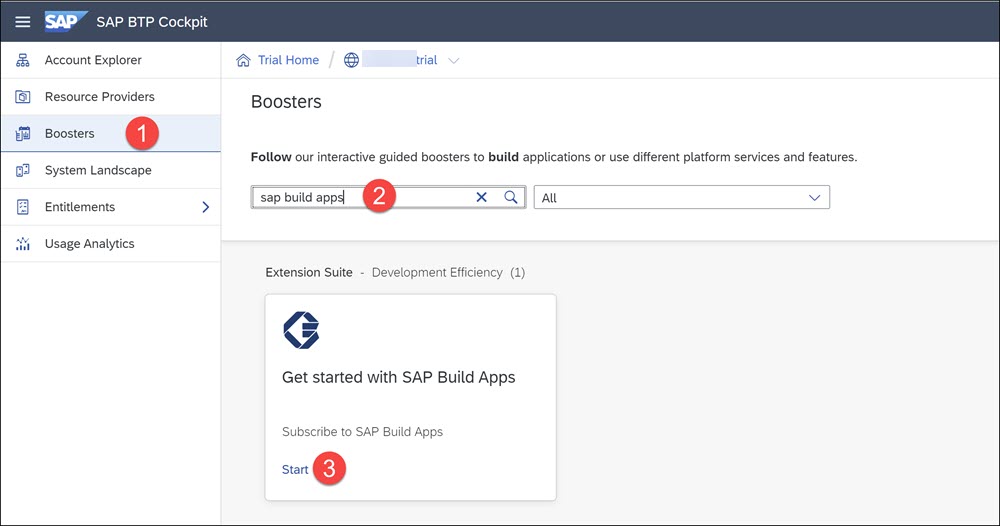 SAP SAP BTP Cockpit
Account Explorer
Resource Providers
Boosters 1
System Landscape
Entitlements
Usage Analytics
Trial Home / trial
Boosters
Follow our interactive guided boosters to build applications or use different platform services and features.
sap build apps 2 All
Extension Suite - Development Efficiency (1)
Get started with SAP Build Apps
Subscribe to SAP Build Apps
Start 3